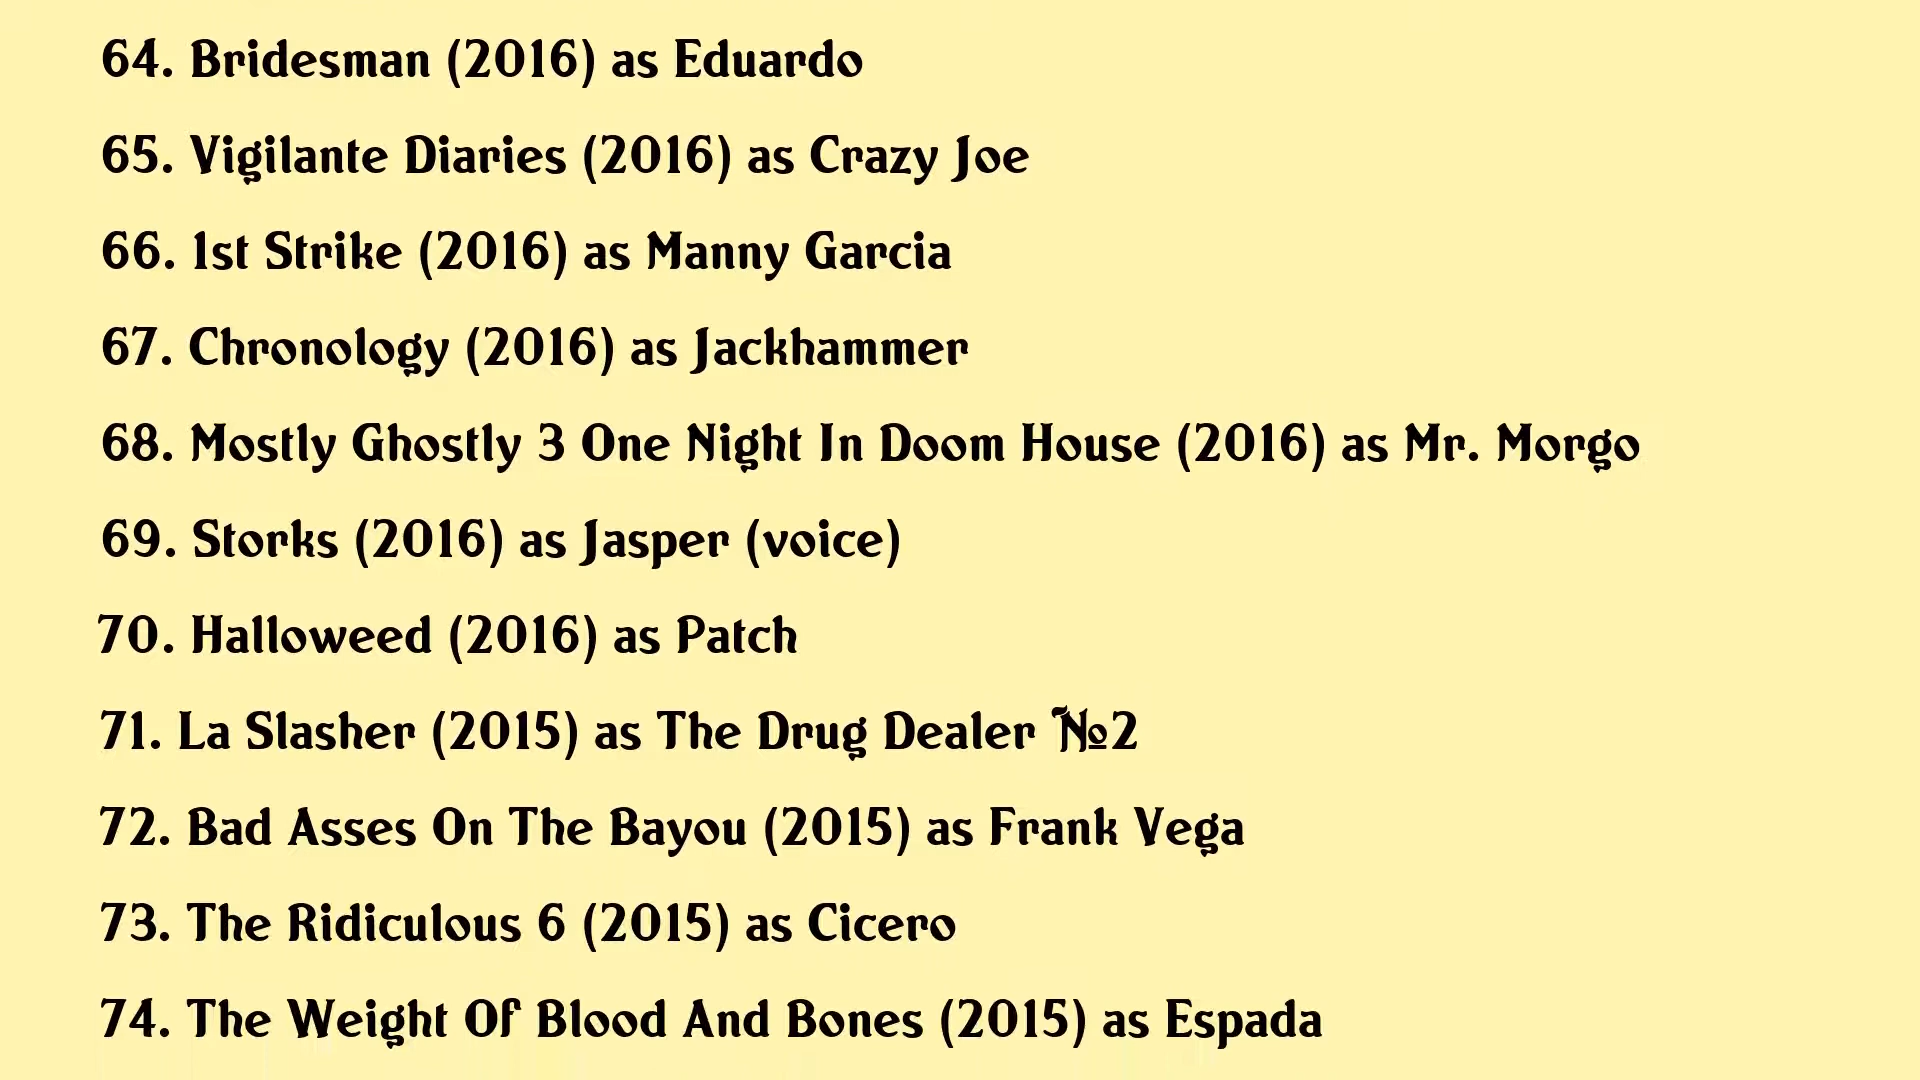 64. Bridesman (2016) as Eduardo
65. Vigilante Diaries (2016) as Crazy Joe
66. 1st Strike (2016) as Manny Garcia
67. Chronology (2016) as Jackhammer
68. Mostly Ghostly 3 One Night In Doom House (2016) as Mr. Morgo
69. Storks (2016) as Jasper (voice)
70. Halloweed (2016) as Patch
71. La Slasher (2015) as The Drug Dealer №2
72. Bad Asses On The Bayou (2015) as Frank Vega
73. The Ridiculous 6 (2015) as Cicero
74. The Weight Of Blood And Bones (2015) as Espada